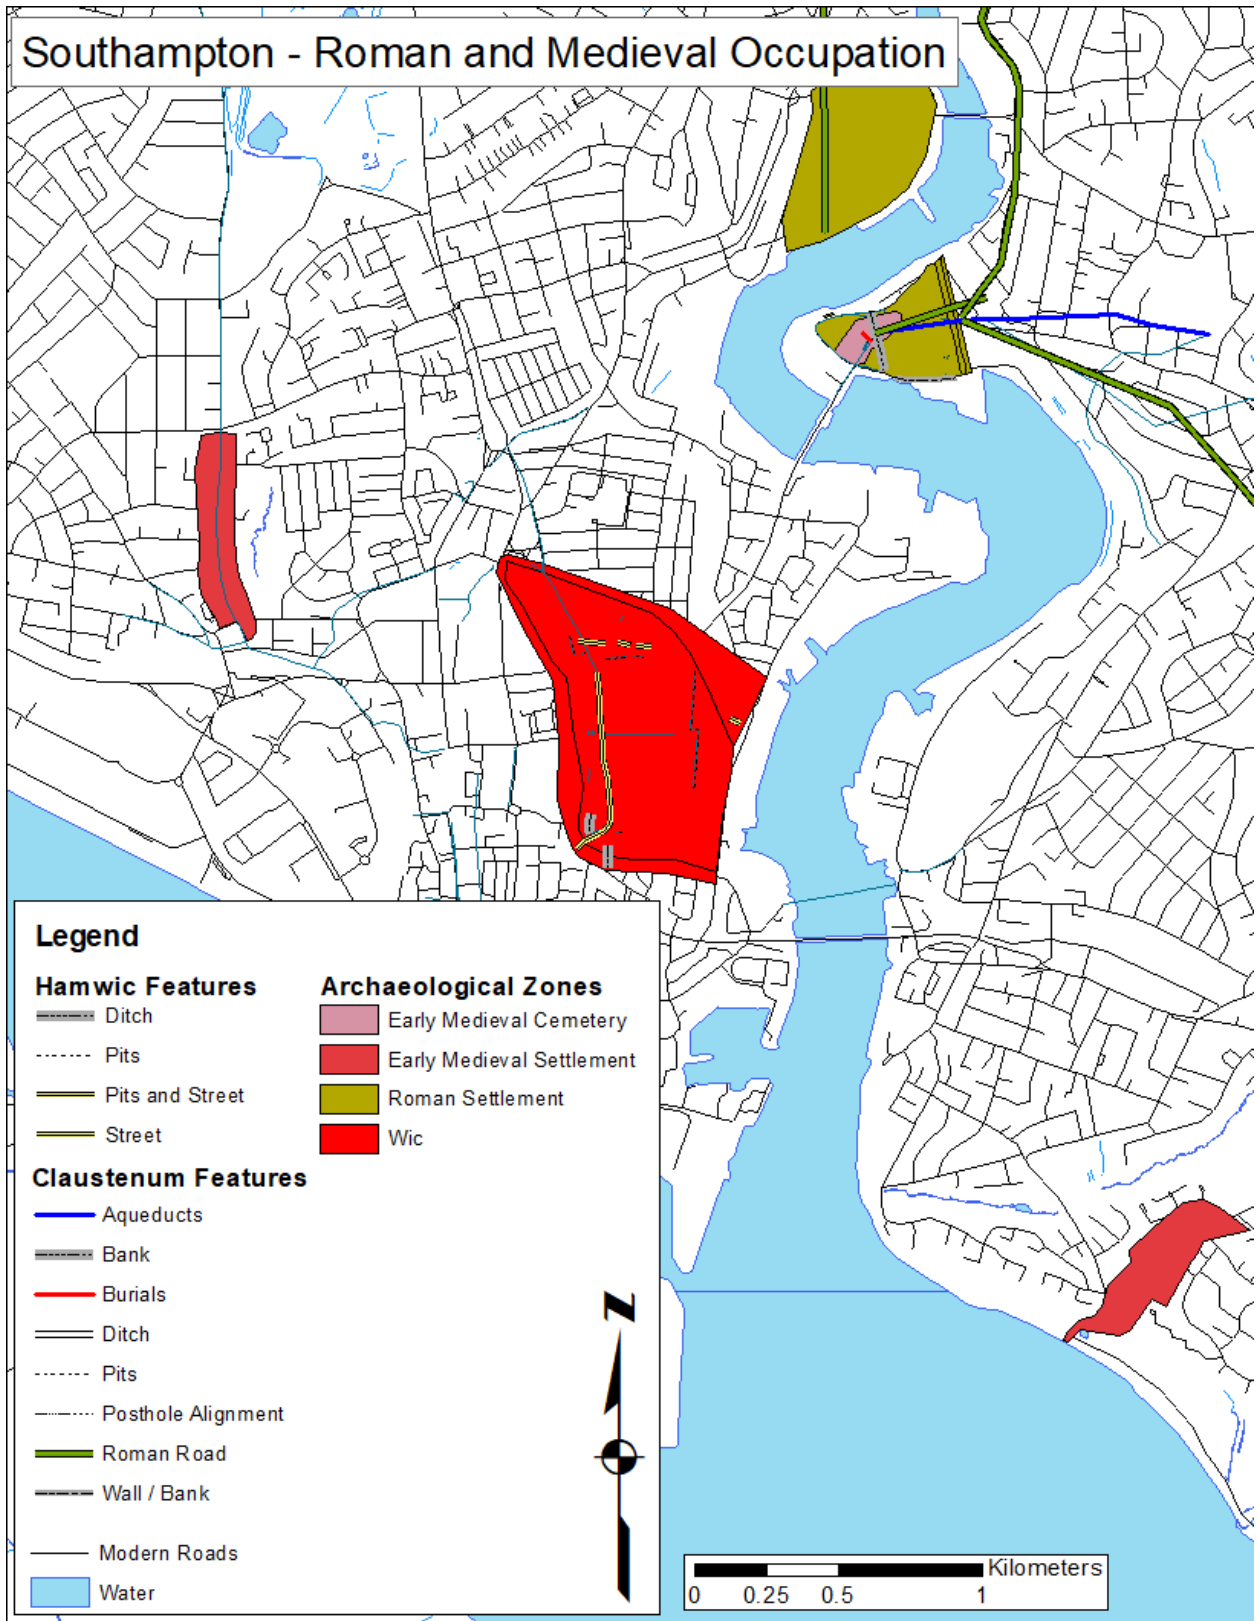 Southampton - Roman and Medieval Occupation
Legend
Hamwic Features
Ditch
Pits
Pits and Street
Street
Archaeological Zones
Early Medieval Cemetery
Early Medieval Settlement
Roman Settlement
Wic
Claustenum Features
Aqueducts
Bank
Burials
Ditch
Pits
Posthole Alignment
Roman Road
Wall / Bank
Modern Roads
Water
N
Kilometers
0 0.25 0.5 1